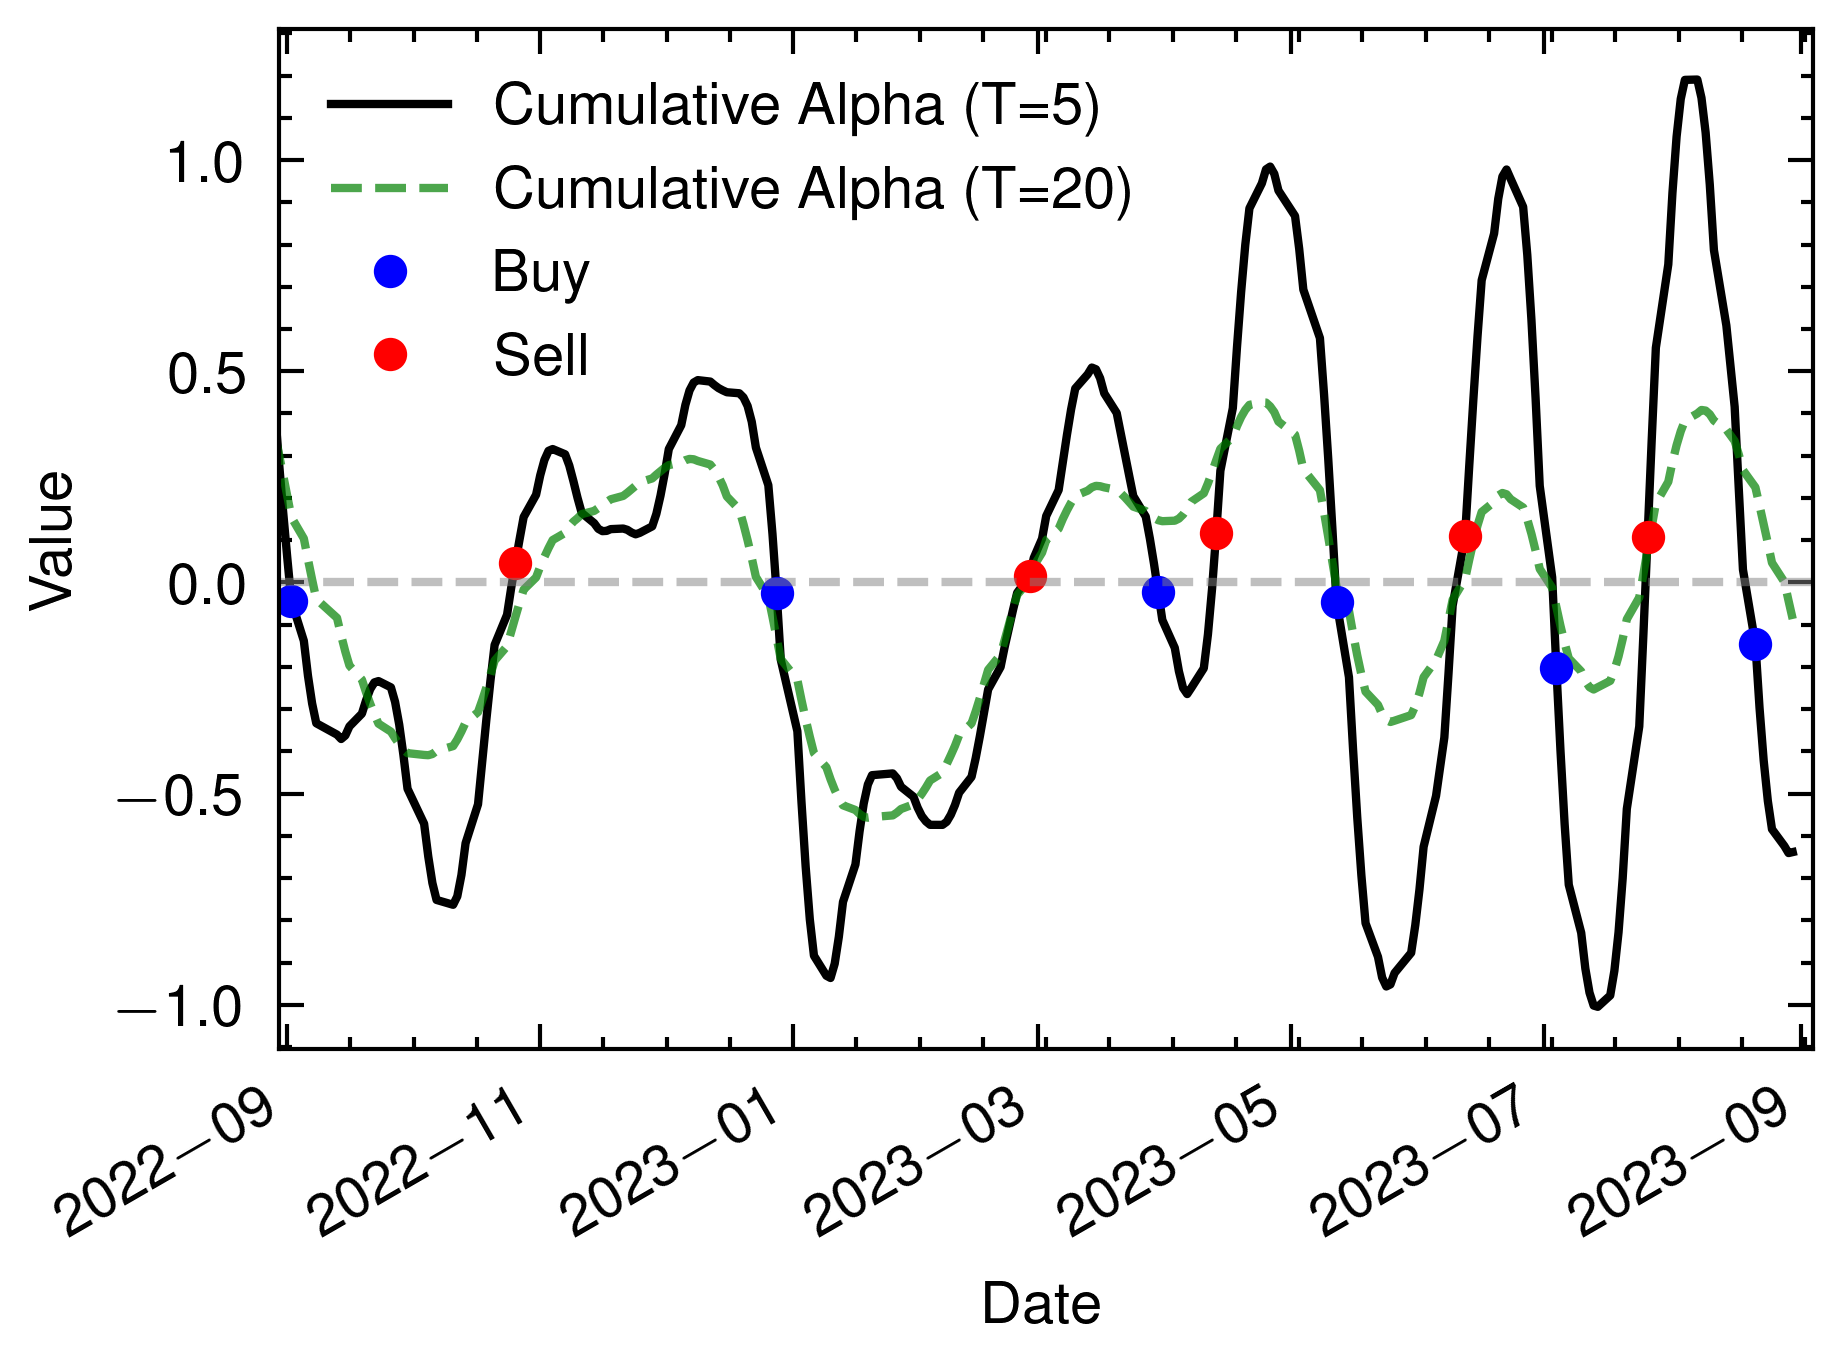 Cumulative Alpha (T=5)
Cumulative Alpha (T=20)
Buy
Sell
Value
1.0
0.5
0.0
−0.5
−1.0
2022−09
2022−11
2023−01
2023−03
2023−05
2023−07
2023−09
Date